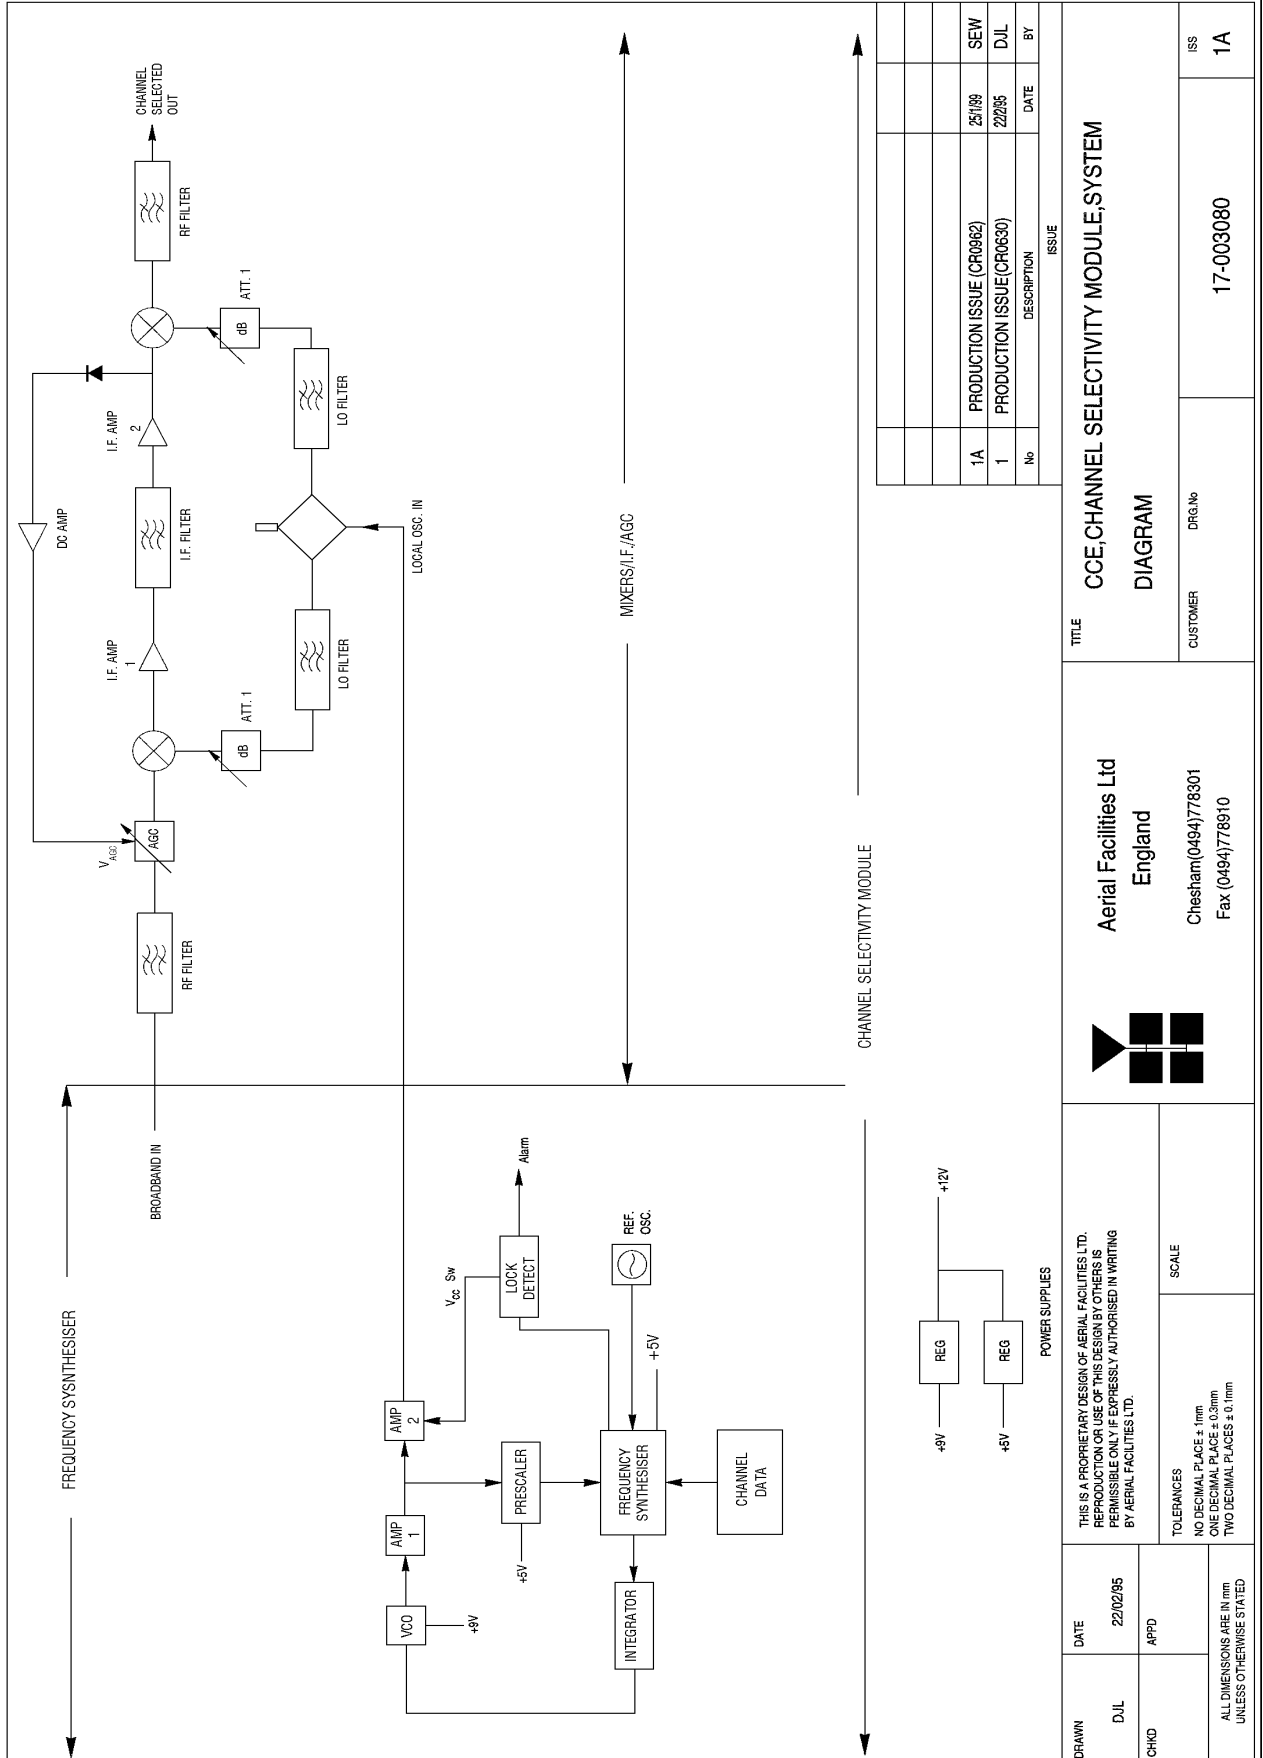 FREQUENCY SYSNTHESISER
BROADBAND IN
RF FILTER
V AGC
AGC
DC AMP
I.F. AMP
1
I.F. FILTER
I.F. AMP
2
RF FILTER
CHANNEL
SELECTED
OUT
dB
ATT. 1
dB
ATT. 1
LO FILTER
LO FILTER
LOCAL OSC. IN
MIXERS/I.F./AGC
VCO
+9V
AMP
1
AMP
2
Vcc Sw
LOCK
DETECT
Alarm
PRESCALER
+5V
INTEGRATOR
FREQUENCY
SYNTHESISER
+5V
REF.
OSC.
CHANNEL
DATA
CHANNEL SELECTIVITY MODULE
+9V
REG
+12V
+5V
REG
POWER SUPPLIES
1A PRODUCTION ISSUE (CR0962) 25/1/99 SEW
1 PRODUCTION ISSUE(CR0630) 22/2/95 DJL
No DESCRIPTION DATE BY
ISSUE
DRAWN
DJL
DATE
22/02/95
CHKD
APPD
ALL DIMENSIONS ARE IN mm
UNLESS OTHERWISE STATED
THIS IS A PROPRIETARY DESIGN OF AERIAL FACILITIES LTD.
REPRODUCTION OR USE OF THIS DESIGN BY OTHERS IS
PERMISSIBLE ONLY IF EXPRESSLY AUTHORISED IN WRITING
BY AERIAL FACILITIES LTD.
TOLERANCES
NO DECIMAL PLACE ± 1mm
ONE DECIMAL PLACE ± 0.3mm
TWO DECIMAL PLACES ± 0.1mm
SCALE
Aerial Facilities Ltd
England
Chesham(0494)778301
Fax (0494)778910
TITLE
CCE,CHANNEL SELECTIVITY MODULE,SYSTEM
DIAGRAM
CUSTOMER
DRG.No
17-003080
ISS
1A